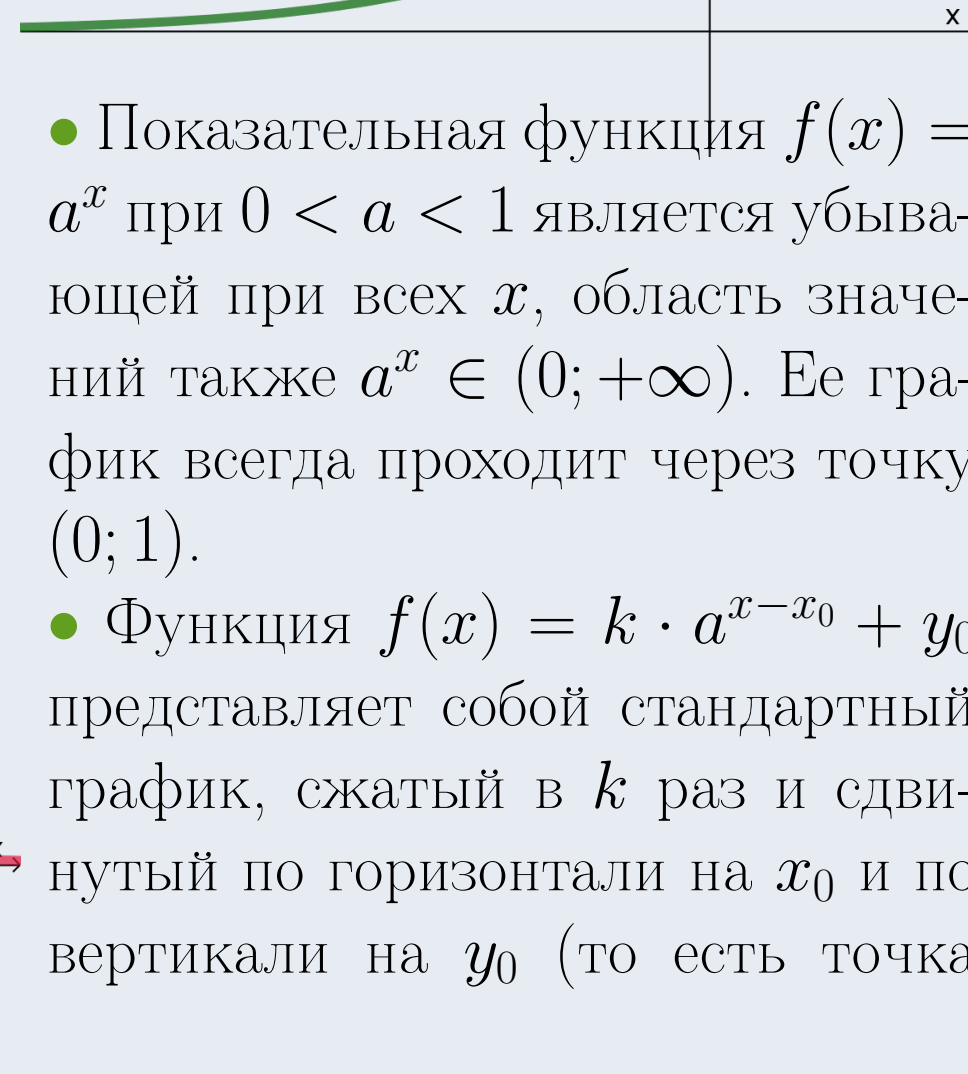 x
• Показательная функция f(x) =
a^x при 0 < a < 1 является убыва-
ющей при всех x, область значе-
ний также a^x ∈ (0; +∞). Ее гра-
фик всегда проходит через точку
(0; 1).
• Функция f(x) = k · a^{x−x_0} + y_0
представляет собой стандартный
график, сжатый в k раз и сдви-
нутый по горизонтали на x_0 и по
вертикали на y_0 (то есть точка